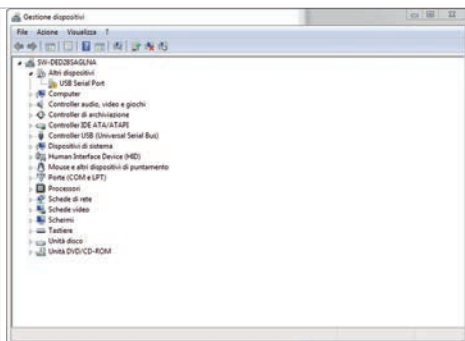 Gestione dispositivi
File Azione Visualizza ?
SW-DED28SAGLNA
Altri dispositivi
USB Serial Port
Computer
Controller audio, video e giochi
Controller di archiviazione
Controller IDE ATA/ATAPI
Controller USB (Universal Serial Bus)
Dispositivi di sistema
Human Interface Device (HID)
Mouse e altri dispositivi di puntamento
Porte (COM e LPT)
Processori
Schede di rete
Schede video
Schermi
Tastiere
Unità disco
Unità DVD/CD-ROM